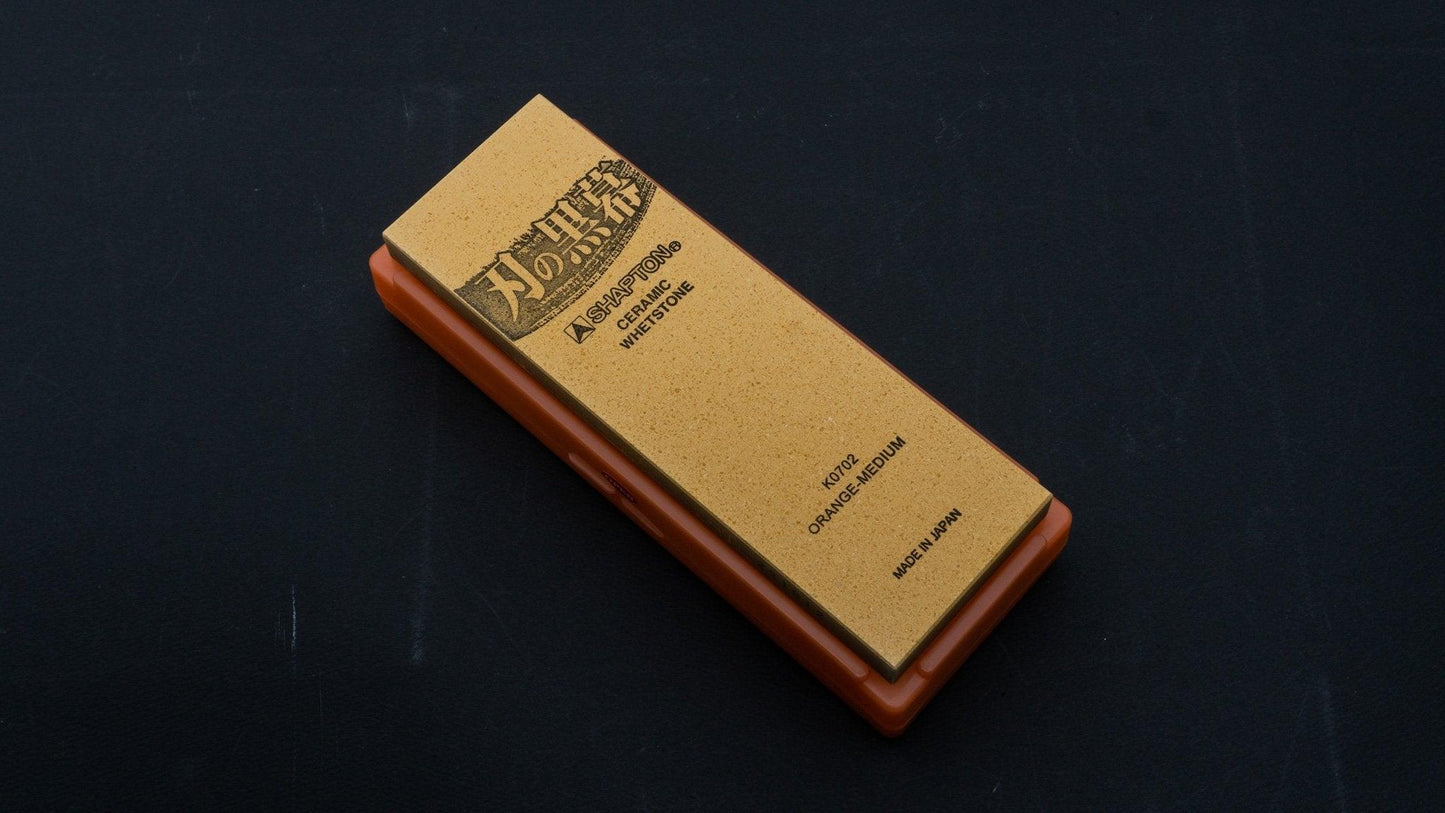 刃の黒幕
SHAPTON®
CERAMIC
WHETSTONE
K0702
ORANGE-MEDIUM
MADE IN JAPAN